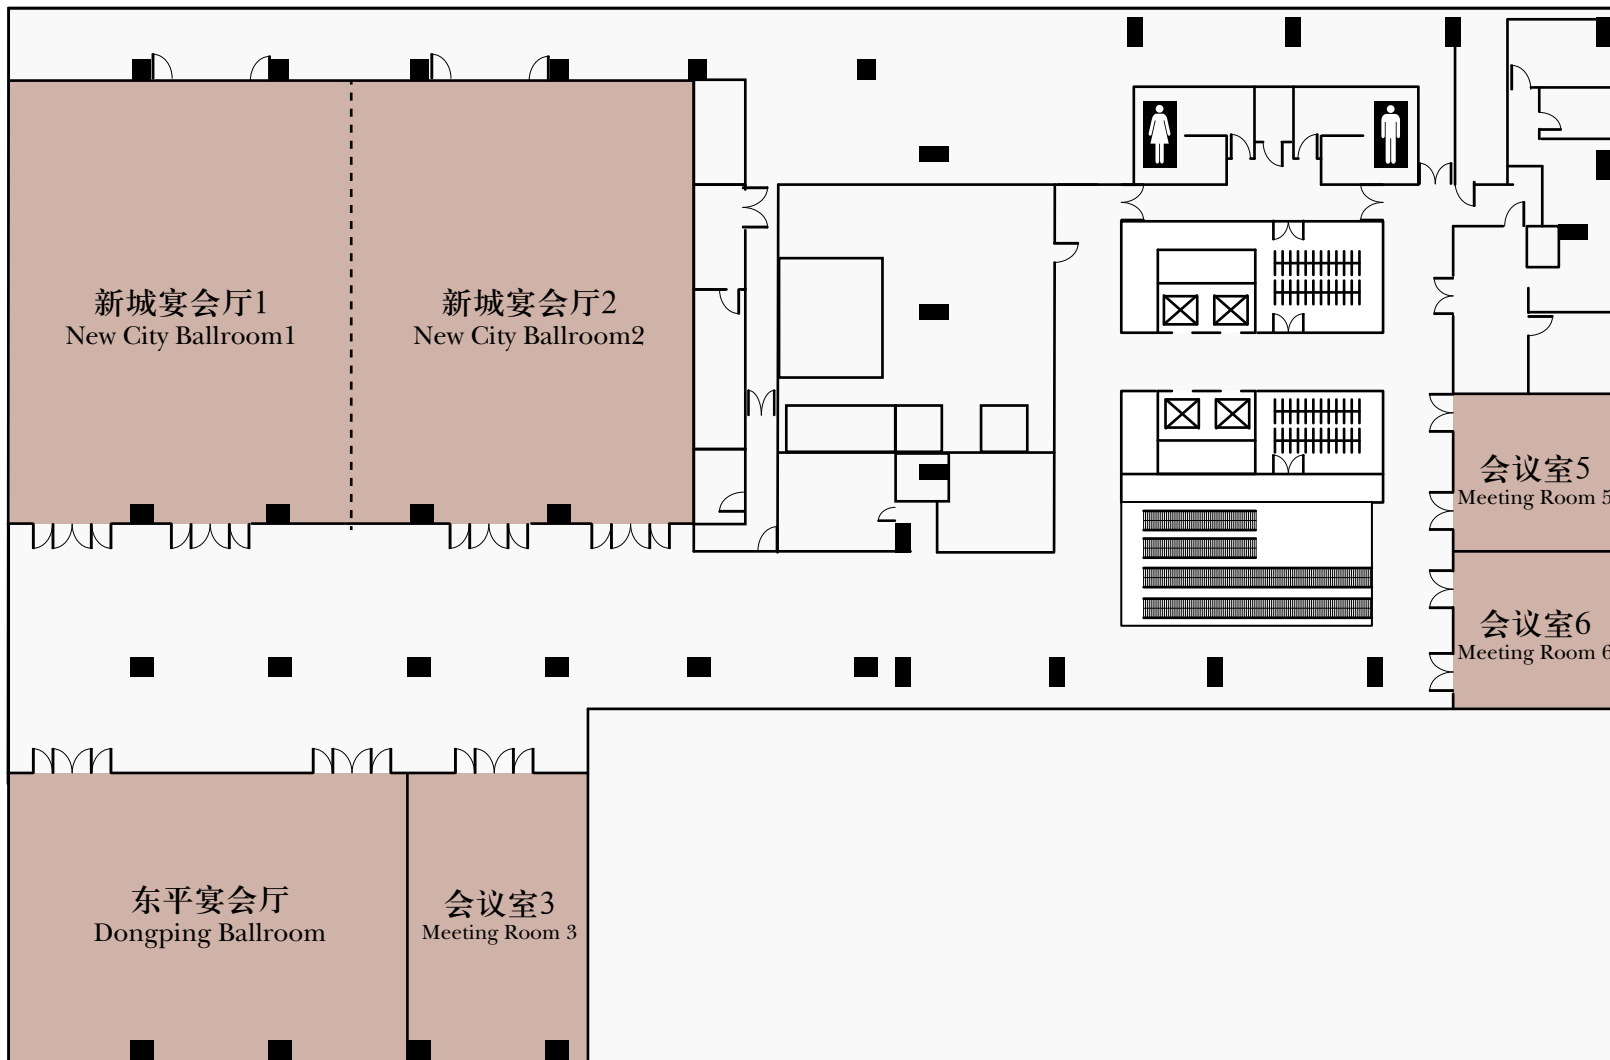 新城宴会厅1
New City Ballroom1
新城宴会厅2
New City Ballroom2
会议室5
Meeting Room 5
会议室6
Meeting Room 6
东平宴会厅
Dongping Ballroom
会议室3
Meeting Room 3